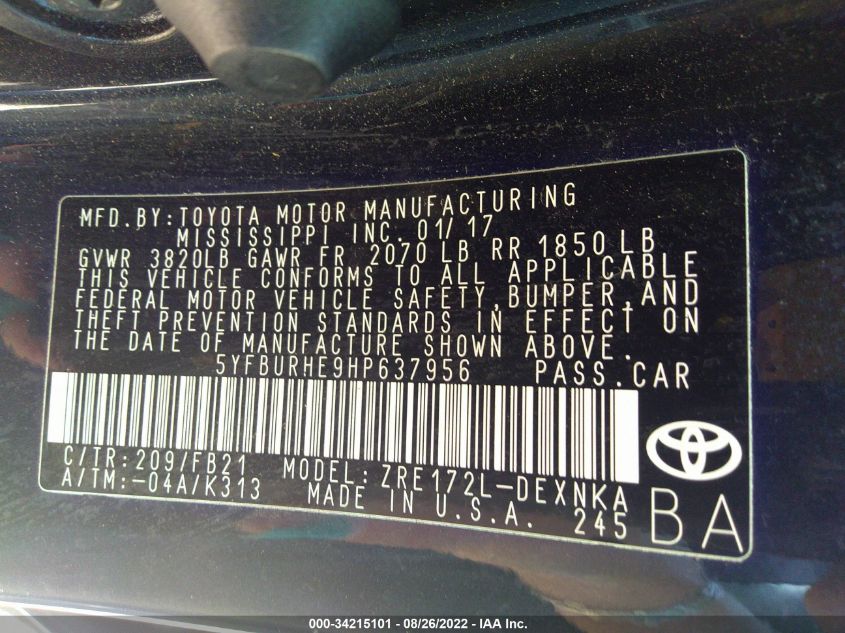 MFD.BY:TOYOTA MOTOR MANUFACTURING
MISSISSIPPI INC. 01/17
GVWR 3820LB GAWR FR 2070 LB RR 1850 LB
THIS VEHICLE CONFORMS TO ALL APPLICABLE
FEDERAL MOTOR VEHICLE SAFETY, BUMPER, AND
THEFT PREVENTION STANDARDS IN EFFECT ON
THE DATE OF MANUFACTURE SHOWN ABOVE.
5YFBURHE9HP637956 PASS.CAR
C/TR:209/FB21 MODEL:ZRE172L-DEXNKA
A/TM:-04A/K313 MADE IN U.S.A. 245
BA
000-34215101 - 08/26/2022 - IAA Inc.